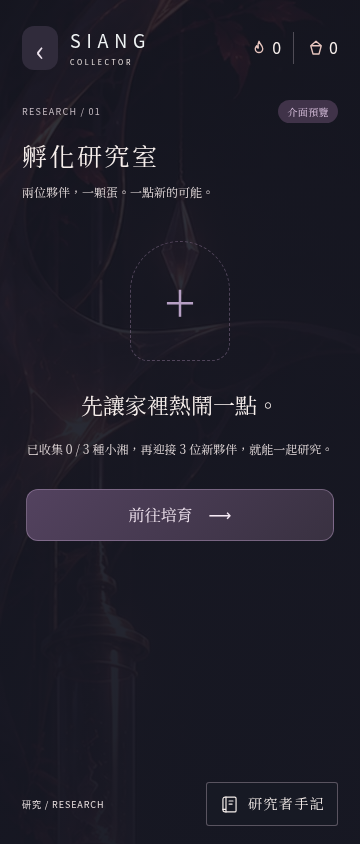 ‹
SIANG
COLLECTOR
0
0
RESEARCH / 01
介面預覽
孵化研究室
兩位夥伴，一顆蛋。一點新的可能。
先讓家裡熱鬧一點。
已收集 0 / 3 種小湘，再迎接 3 位新夥伴，就能一起研究。
前往培育 ⟶
研究 / RESEARCH
研究者手記